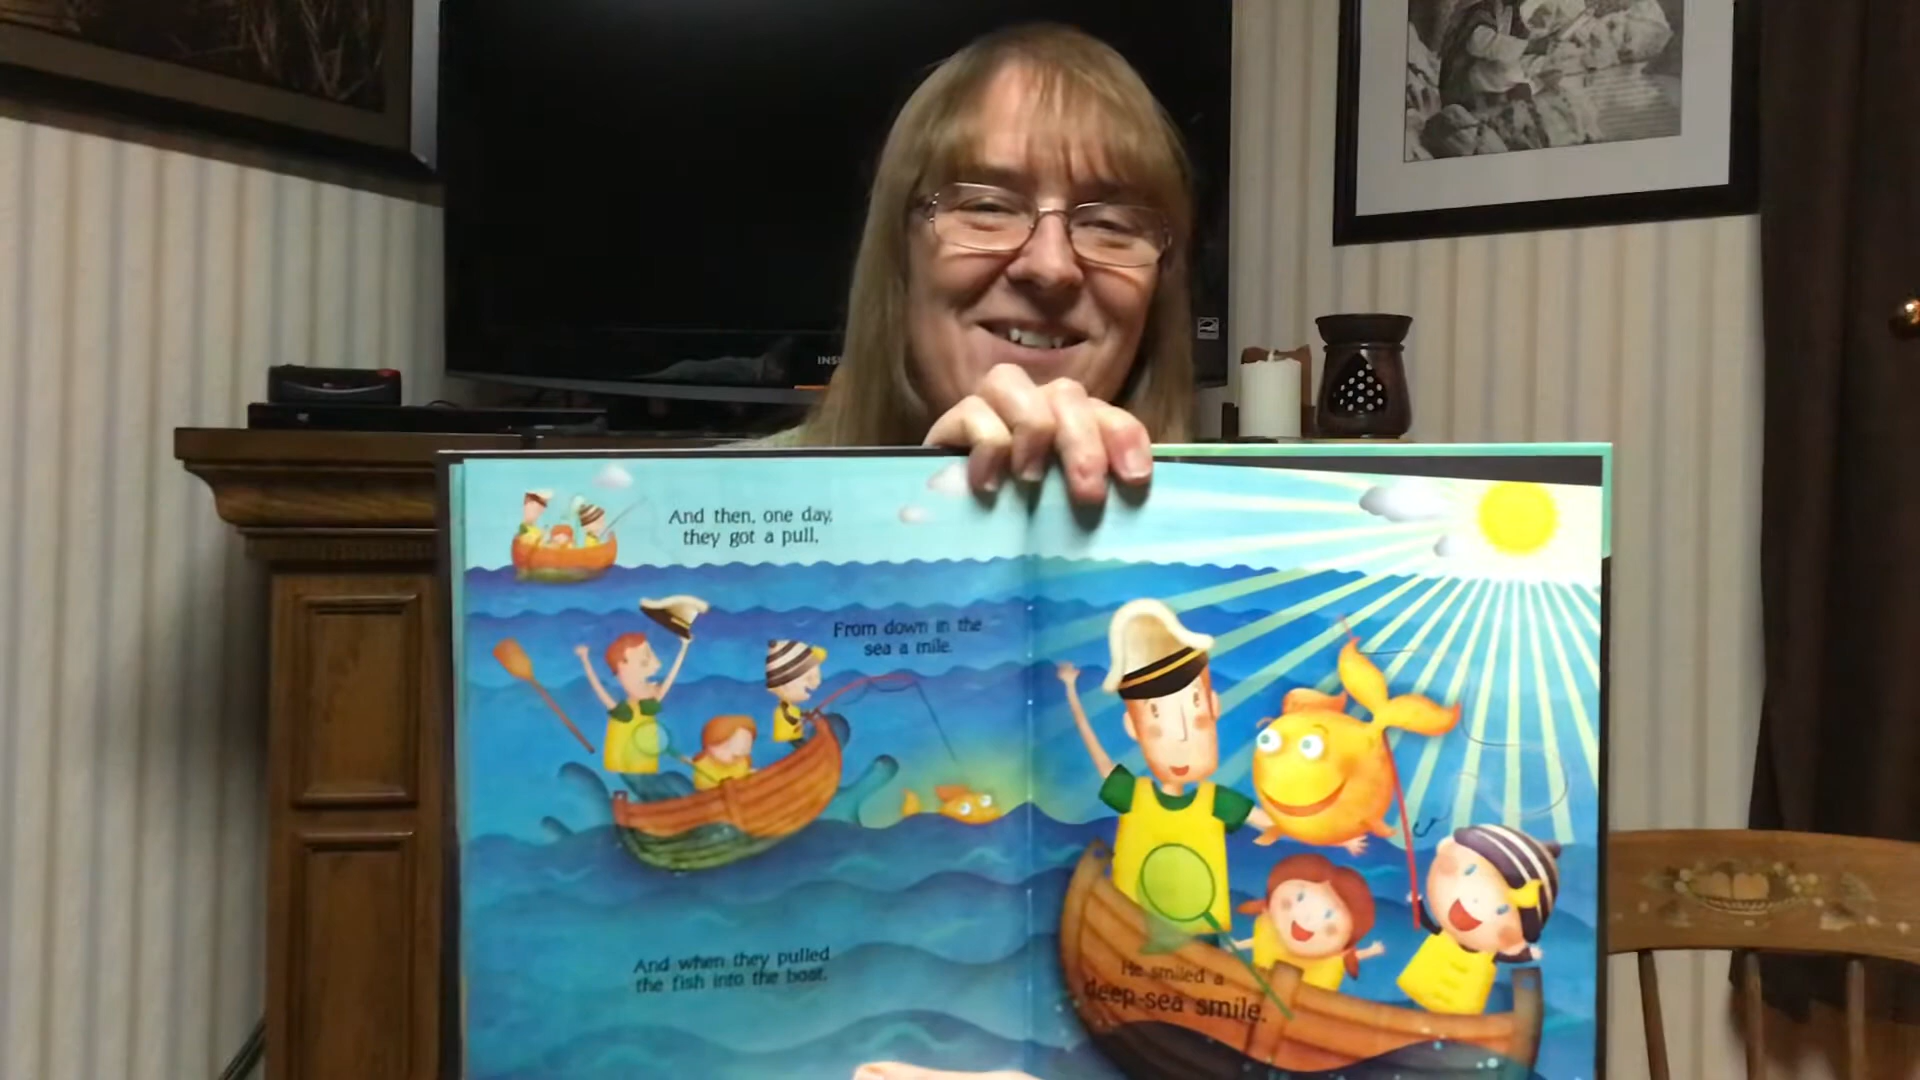 And then, one day,
they got a pull,
From down in the
sea a mile.
And when they pulled
the fish into the boat,
He smiled a
deep-sea smile.